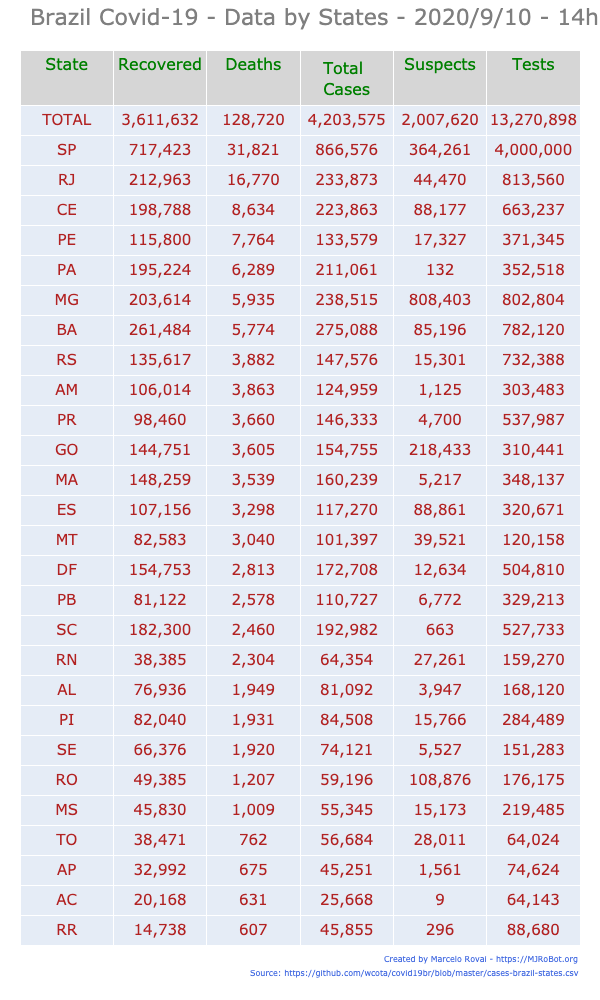 Brazil Covid-19 - Data by States - 2020/9/10 - 14h
State Recovered Deaths Total Cases Suspects Tests
TOTAL 3,611,632 128,720 4,203,575 2,007,620 13,270,898
SP 717,423 31,821 866,576 364,261 4,000,000
RJ 212,963 16,770 233,873 44,470 813,560
CE 198,788 8,634 223,863 88,177 663,237
PE 115,800 7,764 133,579 17,327 371,345
PA 195,224 6,289 211,061 132 352,518
MG 203,614 5,935 238,515 808,403 802,804
BA 261,484 5,774 275,088 85,196 782,120
RS 135,617 3,882 147,576 15,301 732,388
AM 106,014 3,863 124,959 1,125 303,483
PR 98,460 3,660 146,333 4,700 537,987
GO 144,751 3,605 154,755 218,433 310,441
MA 148,259 3,539 160,239 5,217 348,137
ES 107,156 3,298 117,270 88,861 320,671
MT 82,583 3,040 101,397 39,521 120,158
DF 154,753 2,813 172,708 12,634 504,810
PB 81,122 2,578 110,727 6,772 329,213
SC 182,300 2,460 192,982 663 527,733
RN 38,385 2,304 64,354 27,261 159,270
AL 76,936 1,949 81,092 3,947 168,120
PI 82,040 1,931 84,508 15,766 284,489
SE 66,376 1,920 74,121 5,527 151,283
RO 49,385 1,207 59,196 108,876 176,175
MS 45,830 1,009 55,345 15,173 219,485
TO 38,471 762 56,684 28,011 64,024
AP 32,992 675 45,251 1,561 74,624
AC 20,168 631 25,668 9 64,143
RR 14,738 607 45,855 296 88,680
Created by Marcelo Rovai - https://MJRoBot.org
Source: https://github.com/wcota/covid19br/blob/master/cases-brazil-states.csv